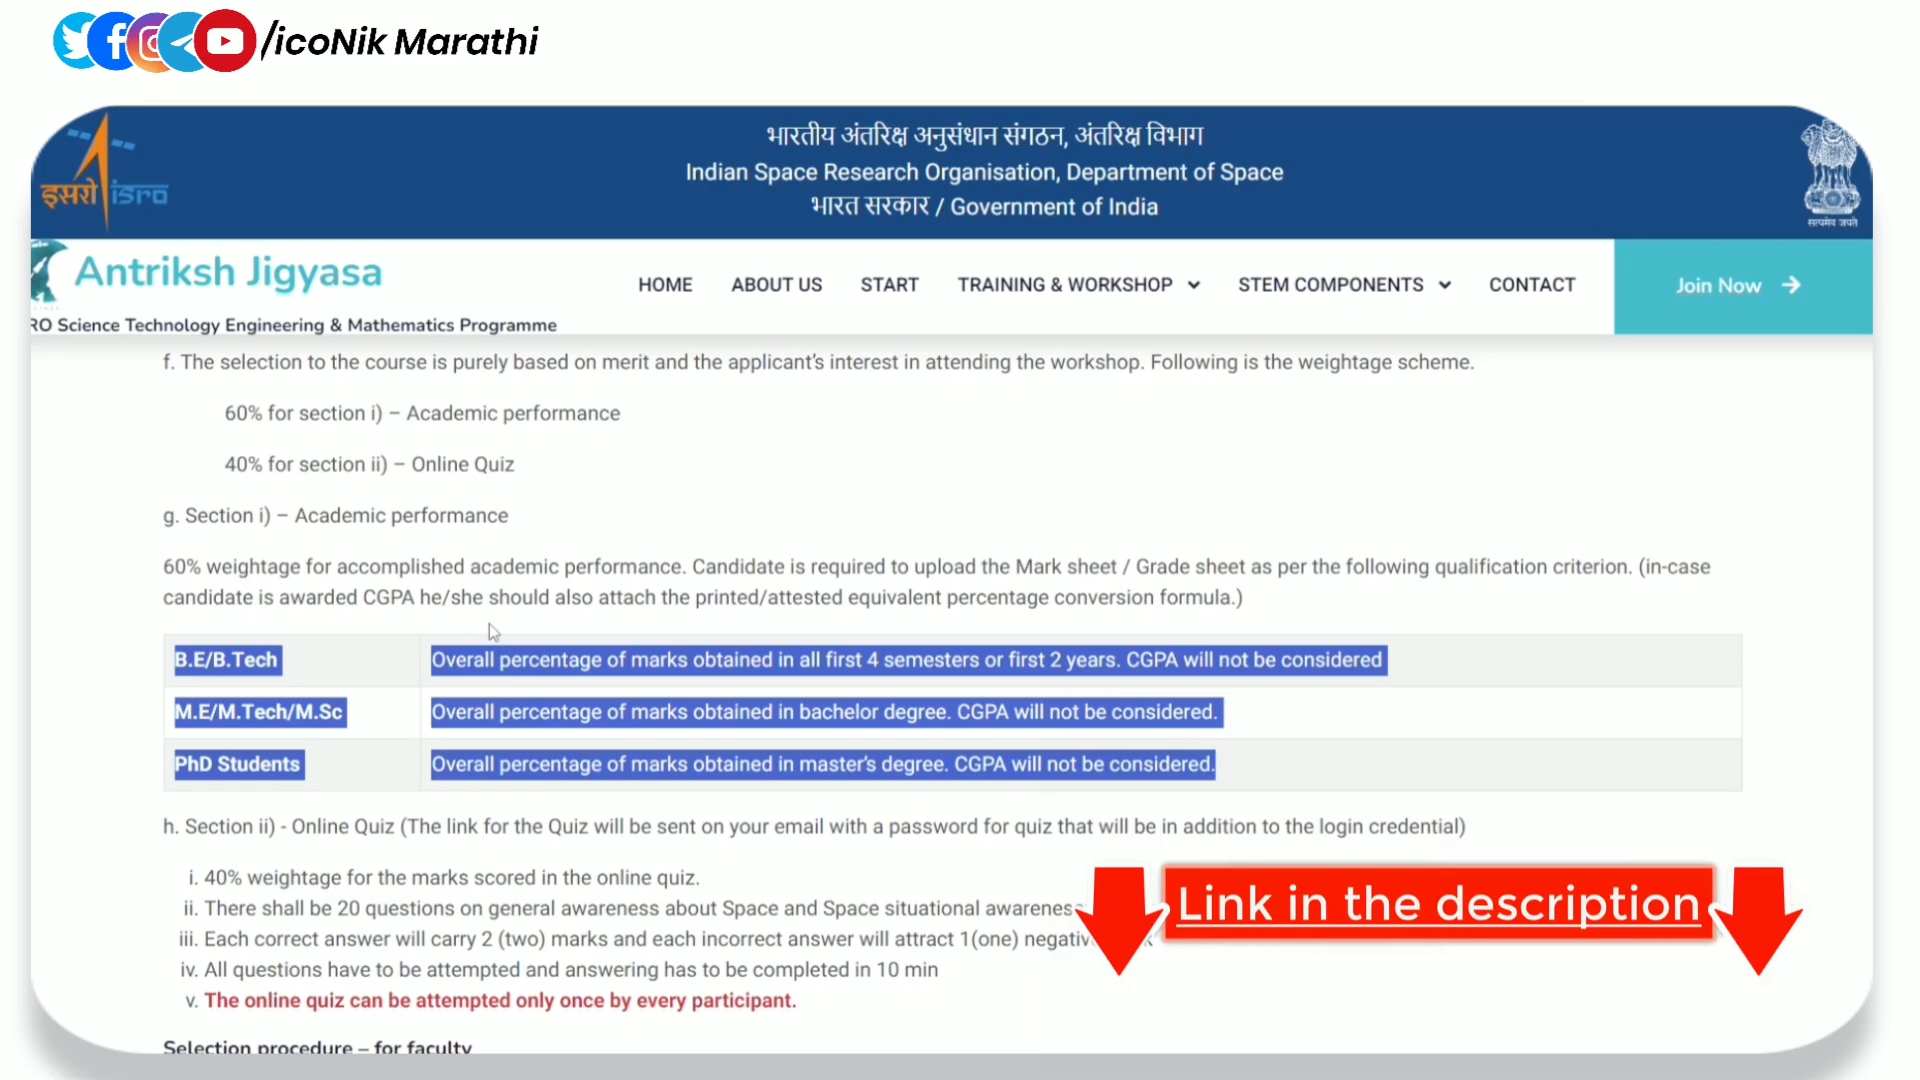 /icoNik Marathi
भारतीय अंतरिक्ष अनुसंधान संगठन, अंतरिक्ष विभाग
Indian Space Research Organisation, Department of Space
भारत सरकार / Government of India
इसरो isro
सत्यमेव जयते
Antriksh Jigyasa
HOME ABOUT US START TRAINING & WORKSHOP STEM COMPONENTS CONTACT Join Now
RO Science Technology Engineering & Mathematics Programme
f. The selection to the course is purely based on merit and the applicant's interest in attending the workshop. Following is the weightage scheme.
60% for section i) – Academic performance
40% for section ii) – Online Quiz
g. Section i) – Academic performance
60% weightage for accomplished academic performance. Candidate is required to upload the Mark sheet / Grade sheet as per the following qualification criterion. (in-case
candidate is awarded CGPA he/she should also attach the printed/attested equivalent percentage conversion formula.)
B.E/B.Tech Overall percentage of marks obtained in all first 4 semesters or first 2 years. CGPA will not be considered
M.E/M.Tech/M.Sc Overall percentage of marks obtained in bachelor degree. CGPA will not be considered.
PhD Students Overall percentage of marks obtained in master's degree. CGPA will not be considered.
h. Section ii) - Online Quiz (The link for the Quiz will be sent on your email with a password for quiz that will be in addition to the login credential)
i. 40% weightage for the marks scored in the online quiz.
ii. There shall be 20 questions on general awareness about Space and Space situational
iii. Each correct answer will carry 2 (two) marks and each incorrect answer will attract 1(one)
Link in the description
iv. All questions have to be attempted and answering has to be completed in 10 min
v. The online quiz can be attempted only once by every participant.
Selection procedure – for faculty